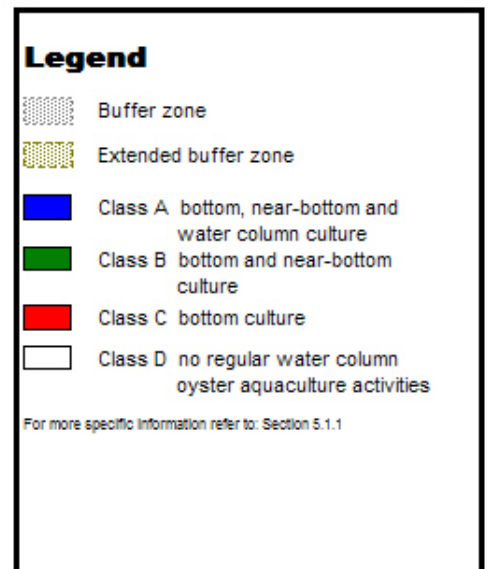 Legend
Buffer zone
Extended buffer zone
Class A bottom, near-bottom and
water column culture
Class B bottom and near-bottom
culture
Class C bottom culture
Class D no regular water column
oyster aquaculture activities
For more specific information refer to: Section 5.1.1